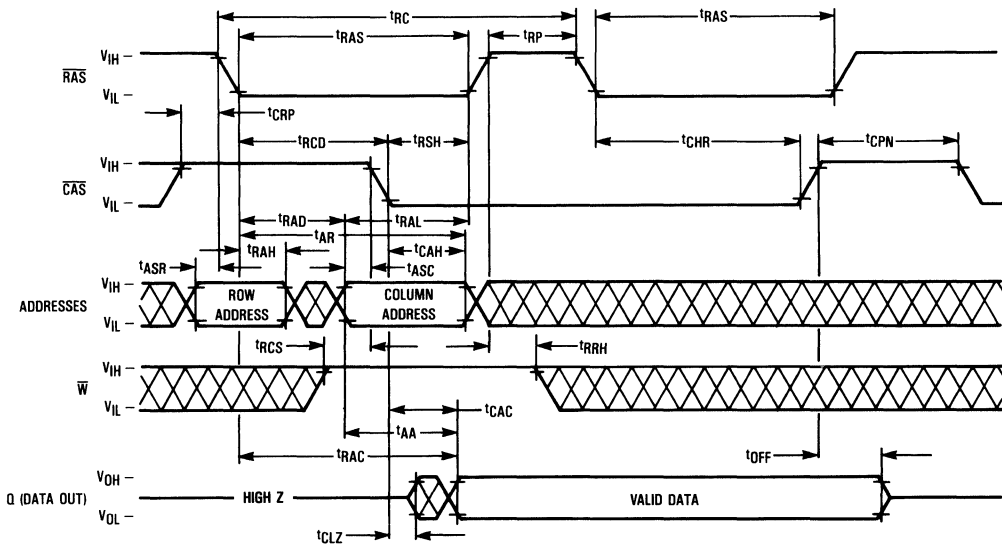 tRC
tRAS
tRP
tRAS
VIH
RAS
VIL
tCRP
tRCD
tRSH
tCHR
tCPN
VIH
CAS
VIL
tRAD
tRAL
tAR
tRAH
tCAH
tASR
tASC
VIH
ADDRESSES
ROW ADDRESS
COLUMN ADDRESS
VIL
tRCS
tRRH
VIH
W
VIL
tCAC
tAA
tRAC
tOFF
VOH
Q (DATA OUT)
HIGH Z
VALID DATA
VOL
tCLZ